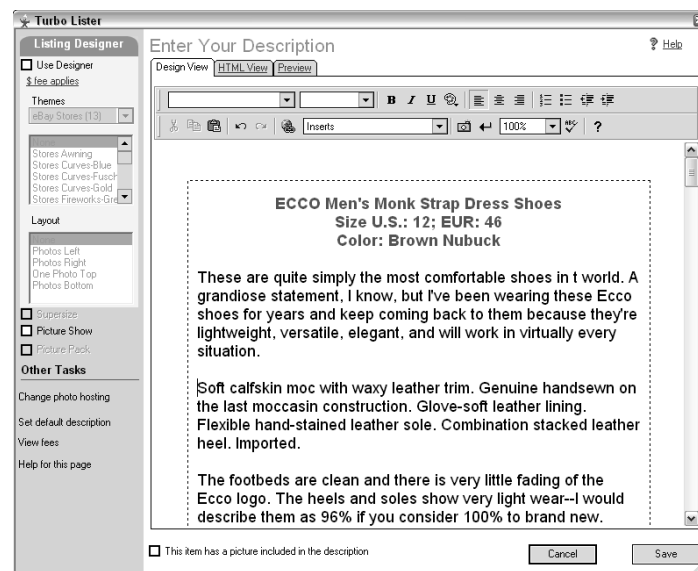 Turbo Lister
Listing Designer
Use Designer
$ fee applies
Themes
eBay Stores (13)
Stores Awning
Stores Curves-Blue
Stores Curves-Fusch
Stores Curves-Gold
Stores Fireworks-Gre
Layout
Photos Left
Photos Right
One Photo Top
Photos Bottom
Supersize
Picture Show
Picture Pack
Other Tasks
Change photo hosting
Set default description
View fees
Help for this page
Enter Your Description
? Help
Design View HTML View Preview
B I U
Inserts 100% ABC ?
ECCO Men's Monk Strap Dress Shoes
Size U.S.: 12; EUR: 46
Color: Brown Nubuck
These are quite simply the most comfortable shoes in t world. A
grandiose statement, I know, but I've been wearing these Ecco
shoes for years and keep coming back to them because they're
lightweight, versatile, elegant, and will work in virtually every
situation.
Soft calfskin moc with waxy leather trim. Genuine handsewn on
the last moccasin construction. Glove-soft leather lining.
Flexible hand-stained leather sole. Combination stacked leather
heel. Imported.
The footbeds are clean and there is very little fading of the
Ecco logo. The heels and soles show very light wear--I would
describe them as 96% if you consider 100% to brand new.
This item has a picture included in the description
Cancel Save